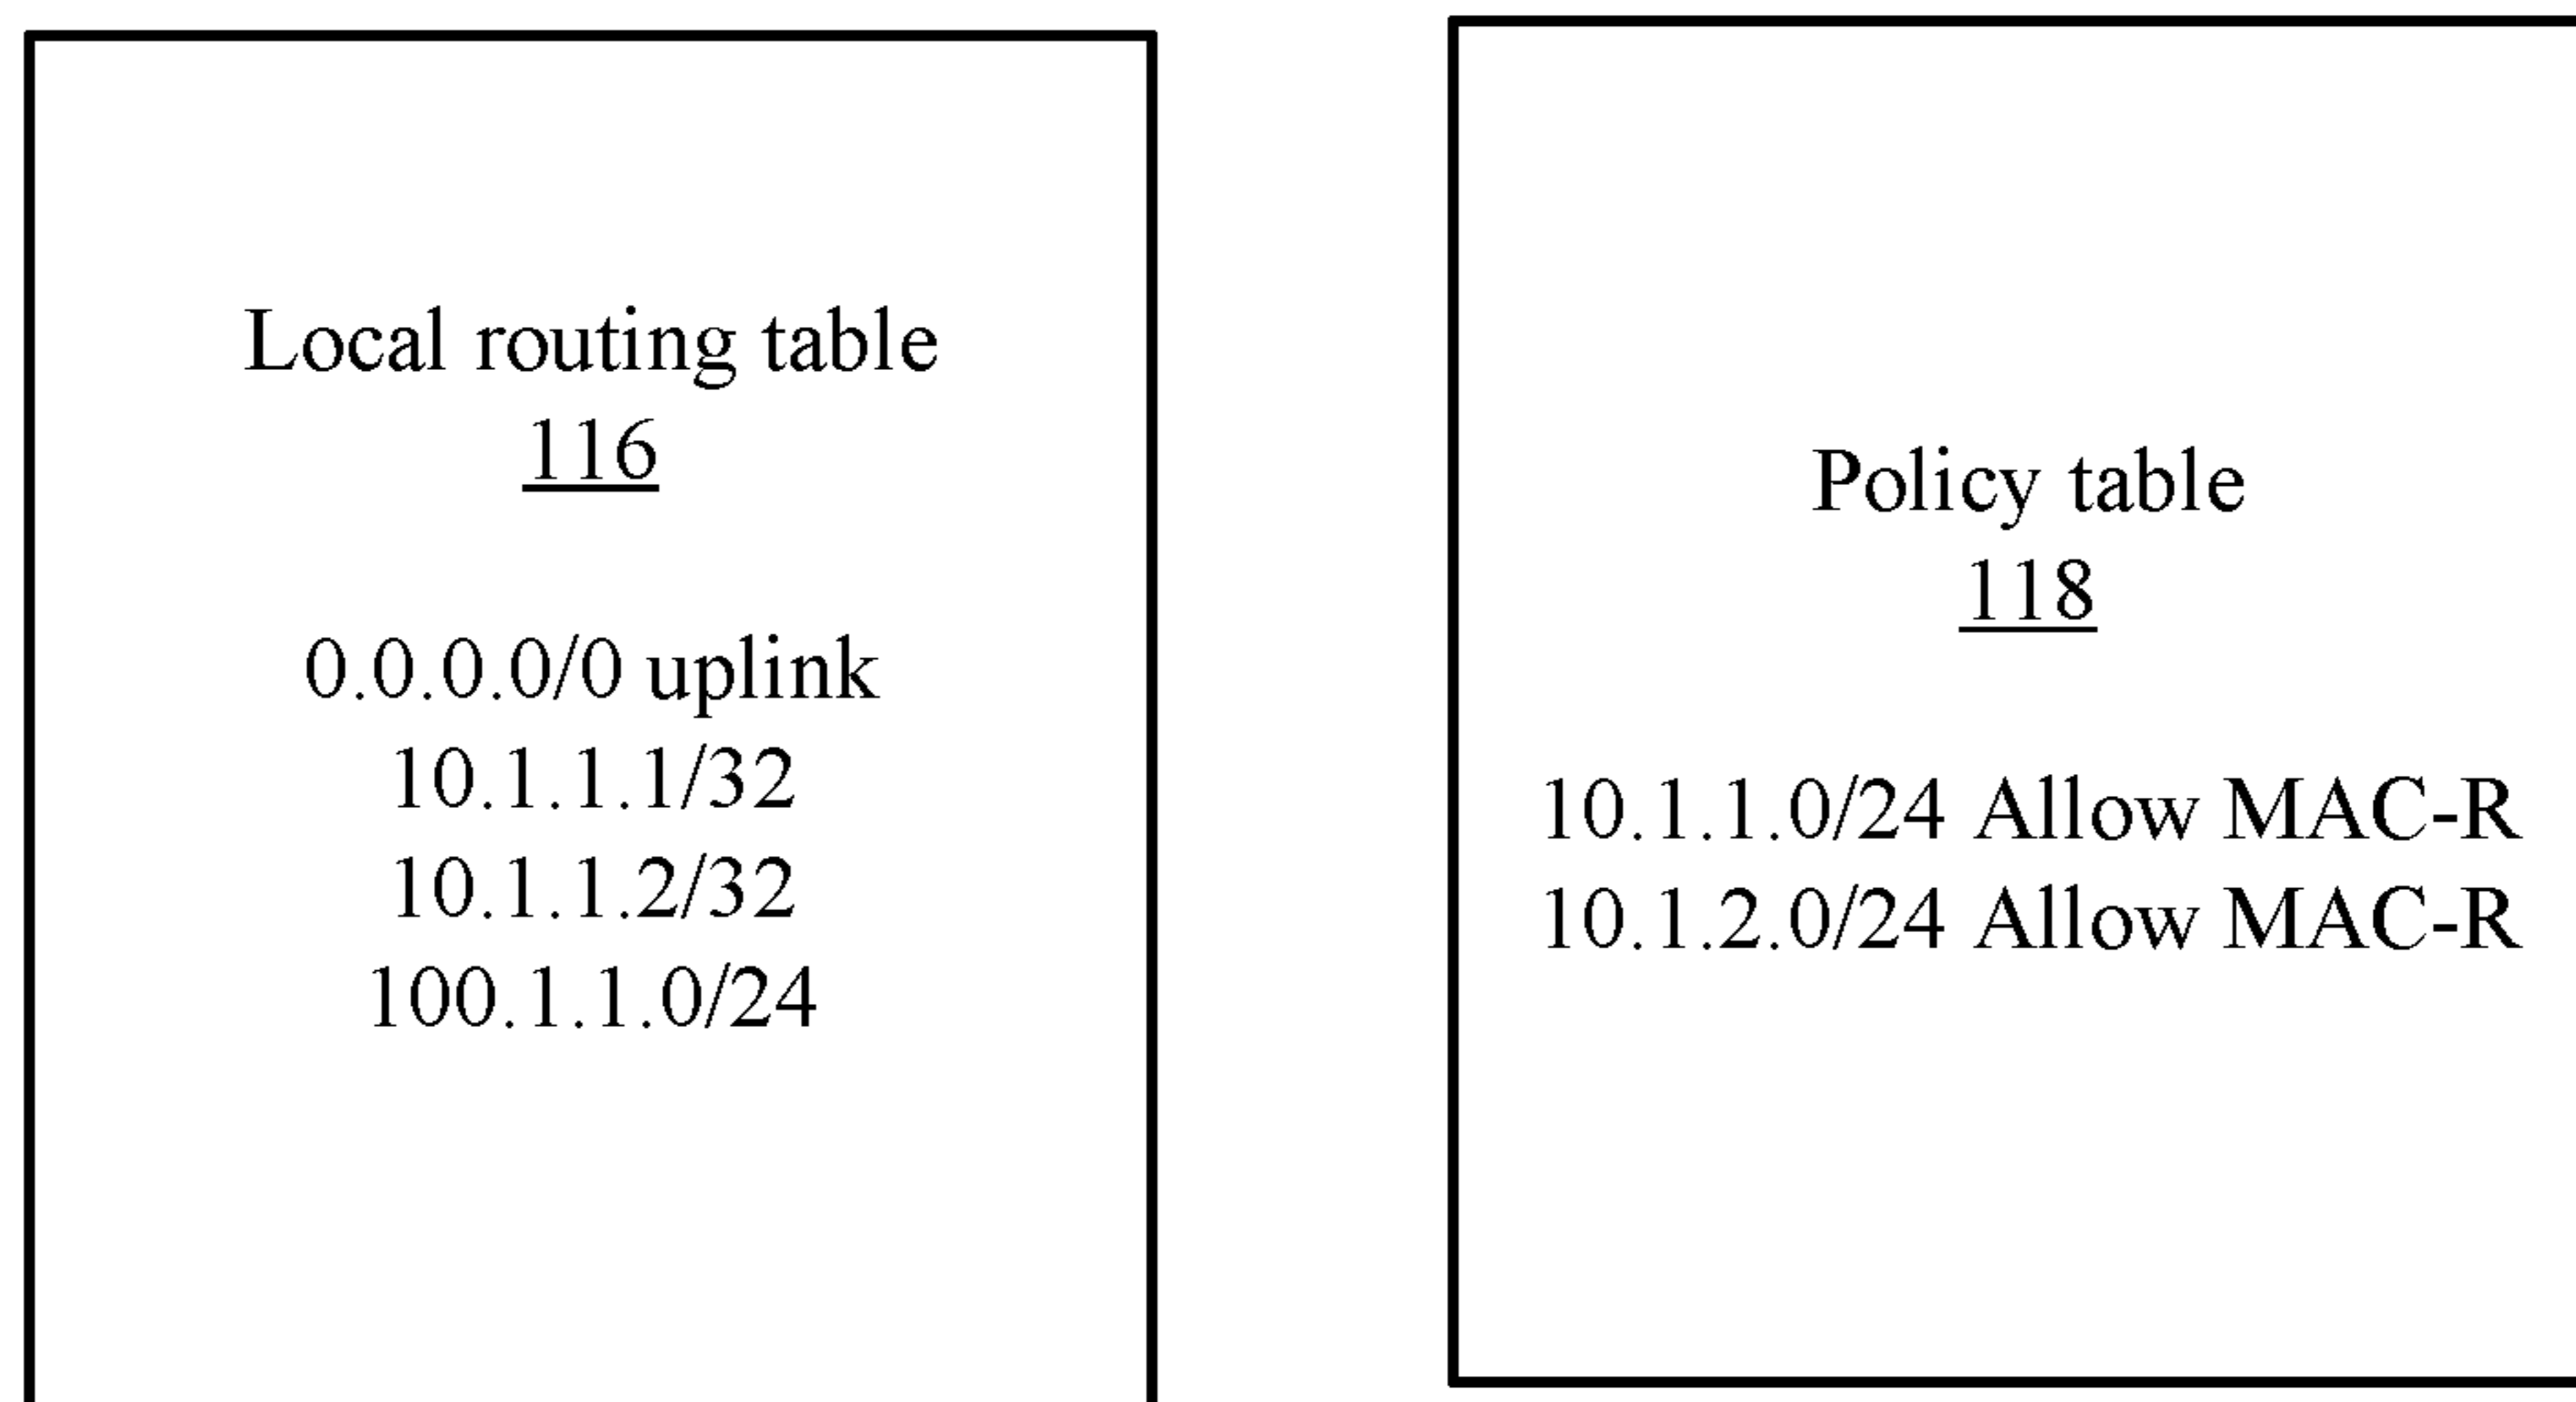 Local routing table
116
0.0.0.0/0 uplink
10.1.1.1/32
10.1.1.2/32
100.1.1.0/24
Policy table
118
10.1.1.0/24 Allow MAC-R
10.1.2.0/24 Allow MAC-R